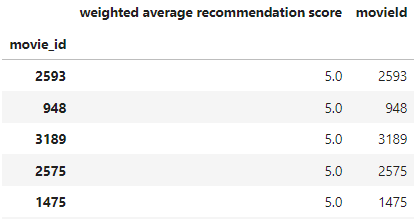 weighted average recommendation score movieId
movie_id
2593 5.0 2593
948 5.0 948
3189 5.0 3189
2575 5.0 2575
1475 5.0 1475